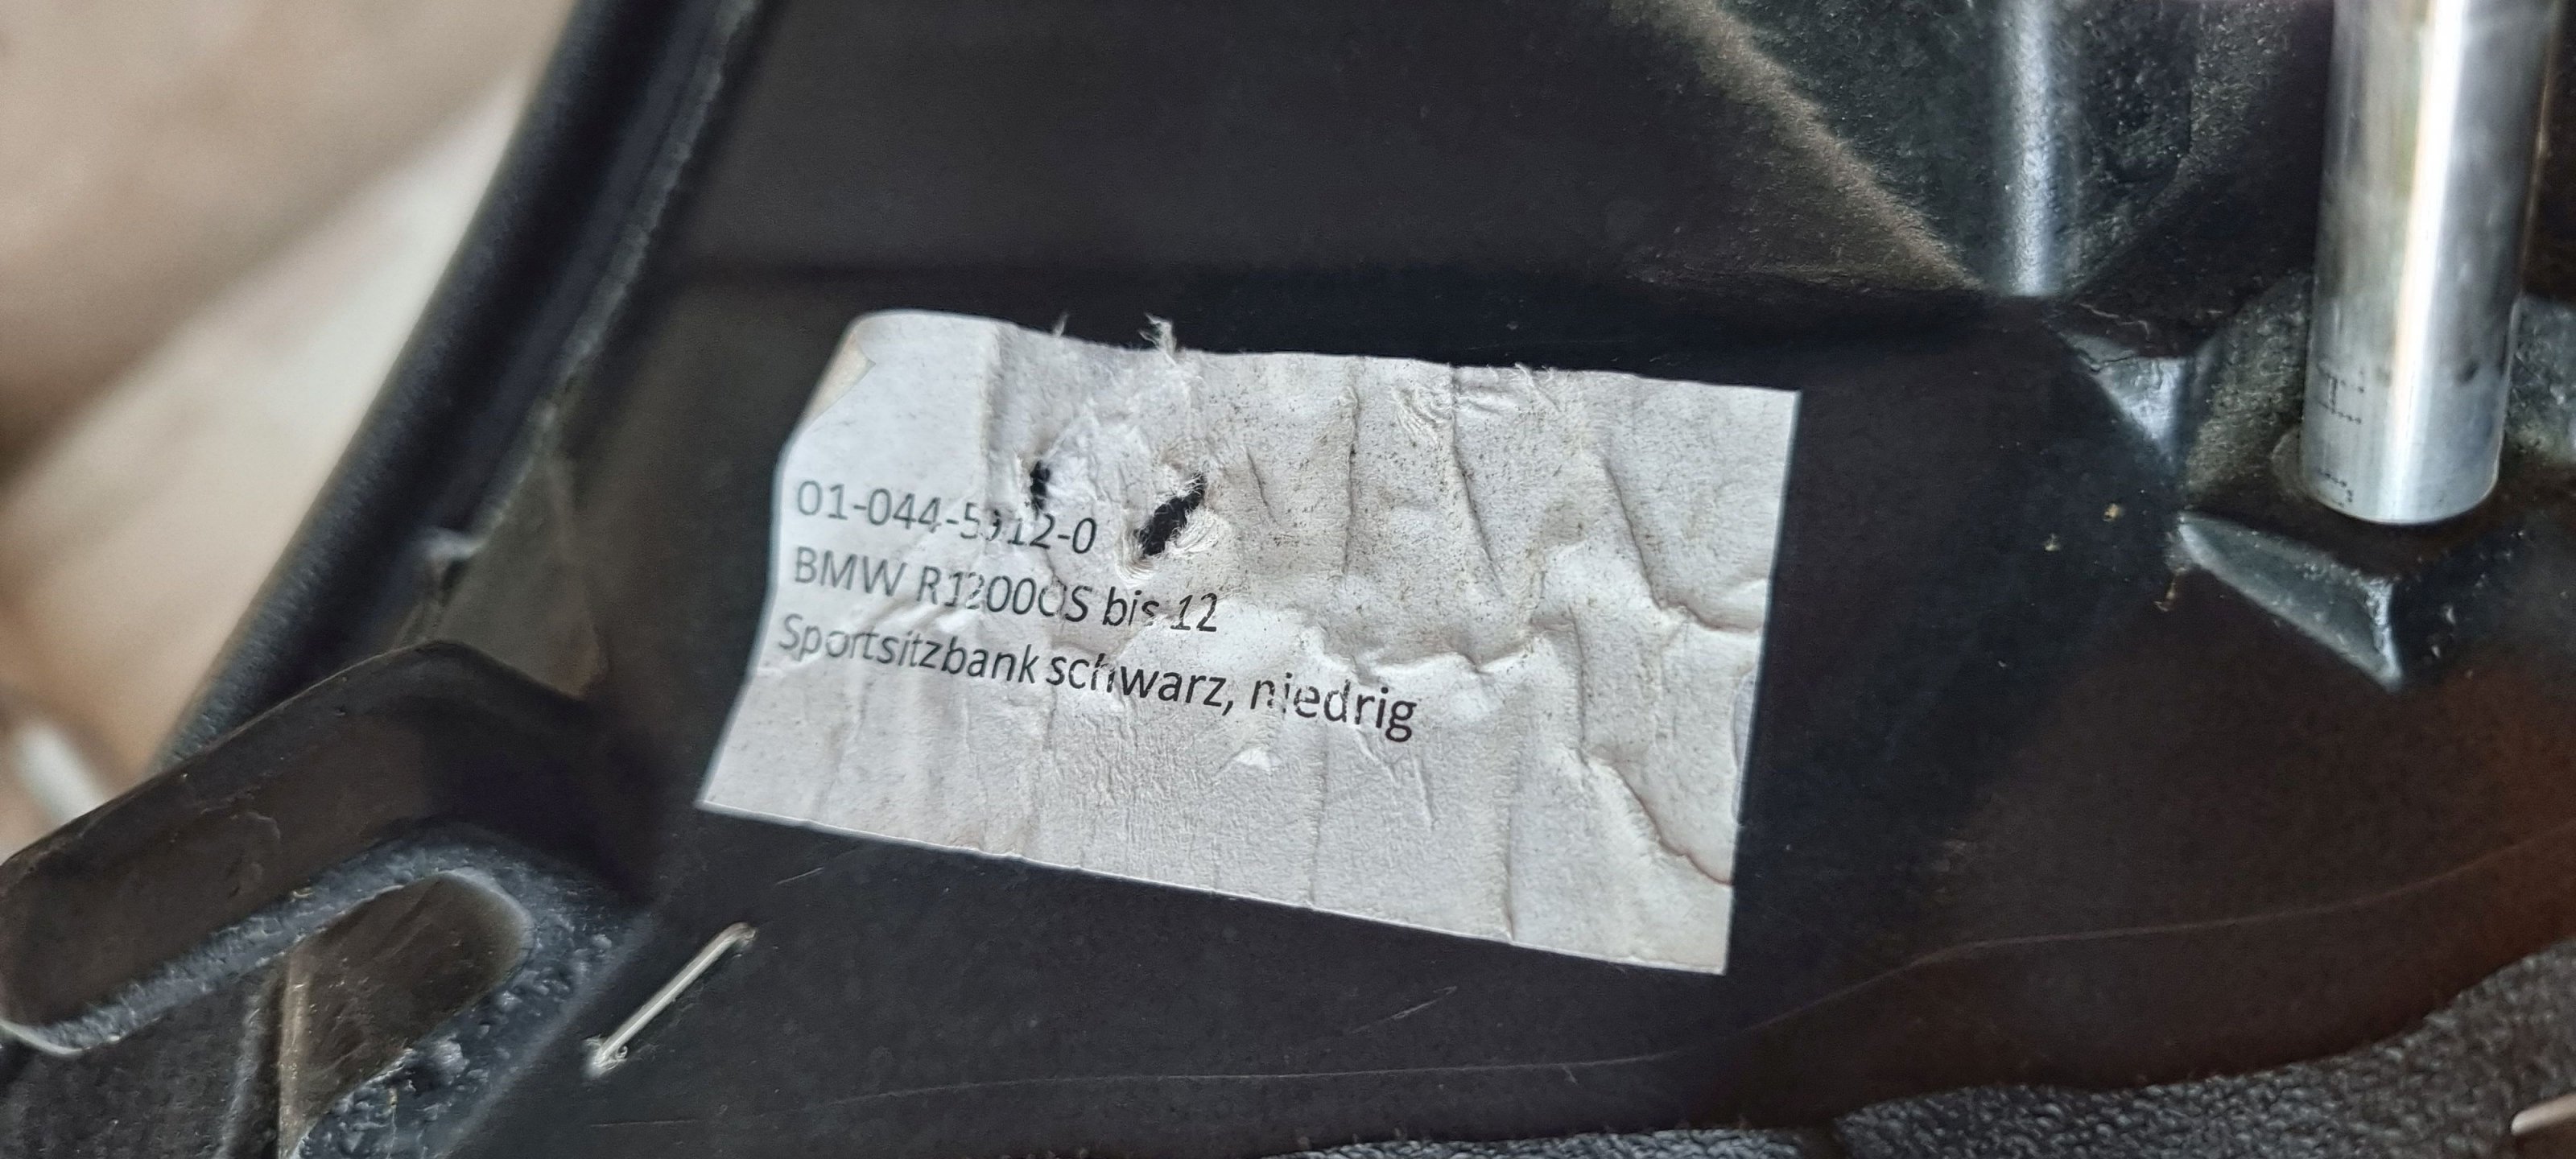 BMW R1200GS bis 12
Sportsitzbank schwarz, niedrig